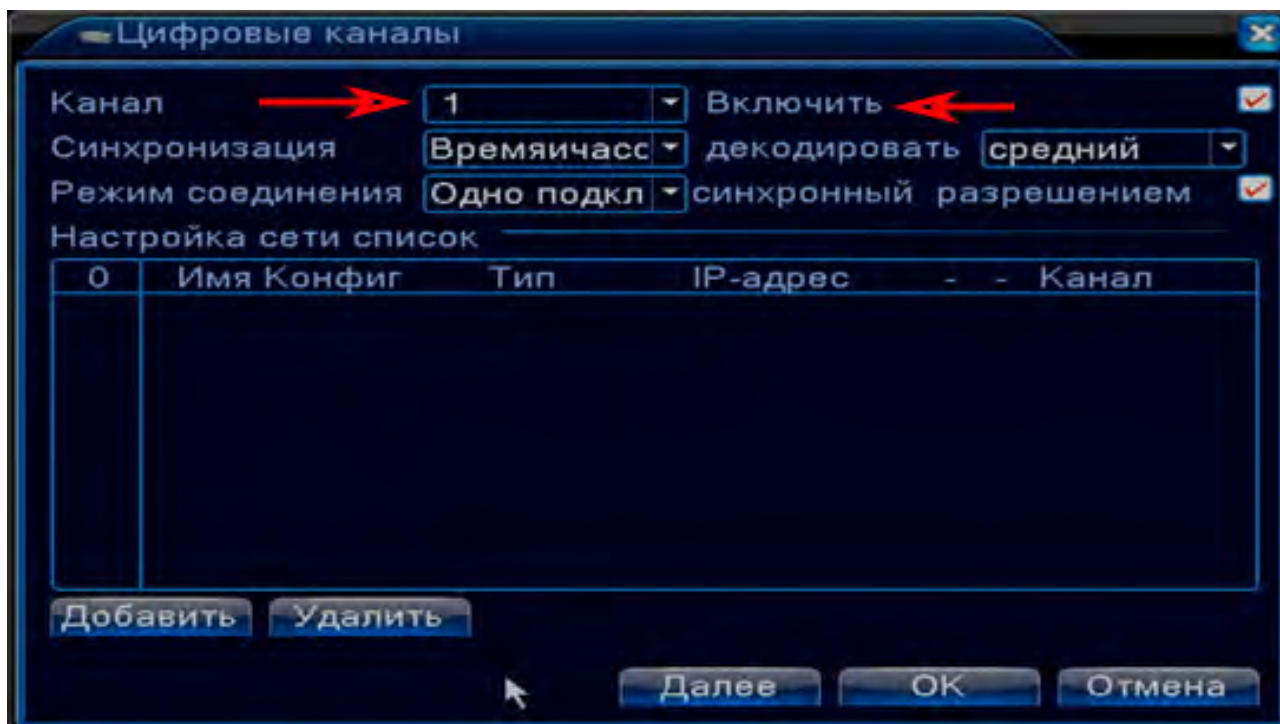 Цифровые каналы
Канал 1 Включить
Синхронизация Времяичасс декодировать средний
Режим соединения Одно подкл синхронный разрешением
Настройка сети список
0 Имя Конфиг Тип IP-адрес - - Канал
Добавить Удалить
Далее OK Отмена